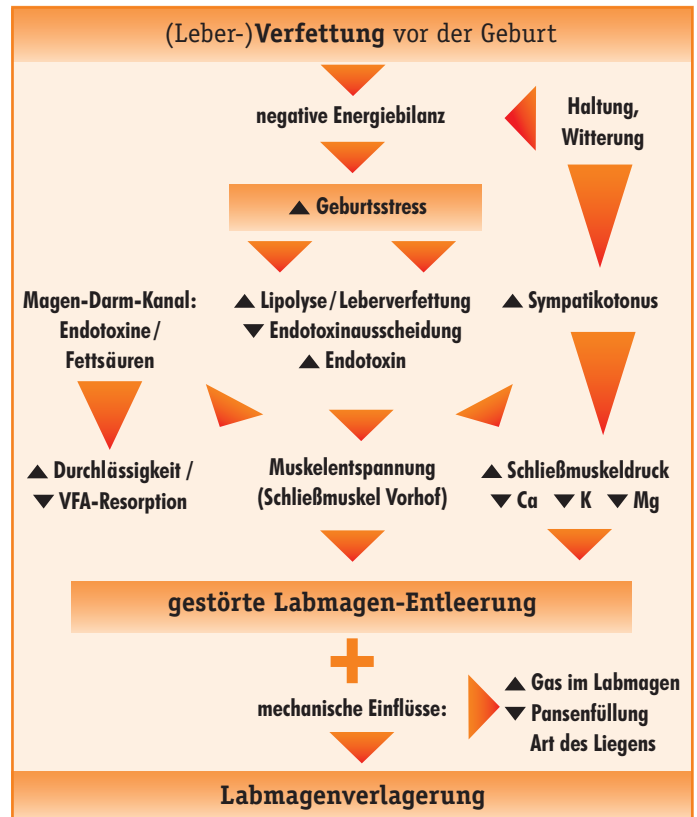 (Leber-)Verfettung vor der Geburt
negative Energiebilanz
Haltung,
Witterung
▲ Geburtsstress
Magen-Darm-Kanal:
Endotoxine/
Fettsäuren
▲ Lipolyse/Leberverfettung
▼ Endotoxinausscheidung
▲ Endotoxin
▲ Sympatikotonus
▲ Durchlässigkeit /
▼ VFA-Resorption
Muskelentspannung
(Schließmuskel Vorhof)
▲ Schließmuskeldruck
▼ Ca ▼ K ▼ Mg
gestörte Labmagen-Entleerung
+
mechanische Einflüsse:
▲ Gas im Labmagen
▼ Pansenfüllung
Art des Liegens
Labmagenverlagerung